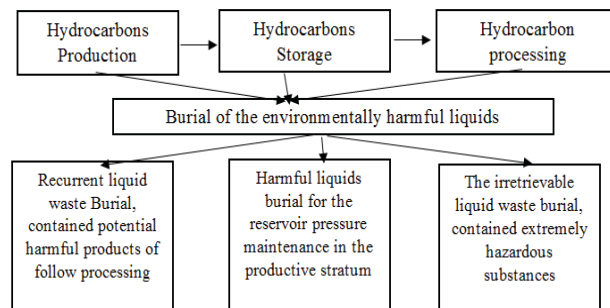 Hydrocarbons
Production
Hydrocarbons
Storage
Hydrocarbon
processing
Burial of the environmentally harmful liquids
Recurrent liquid
waste Burial,
contained potential
harmful products of
follow processing
Harmful liquids
burial for the
reservoir pressure
maintenance in the
productive stratum
The irretrievable
liquid waste burial,
contained extremely
hazardous
substances